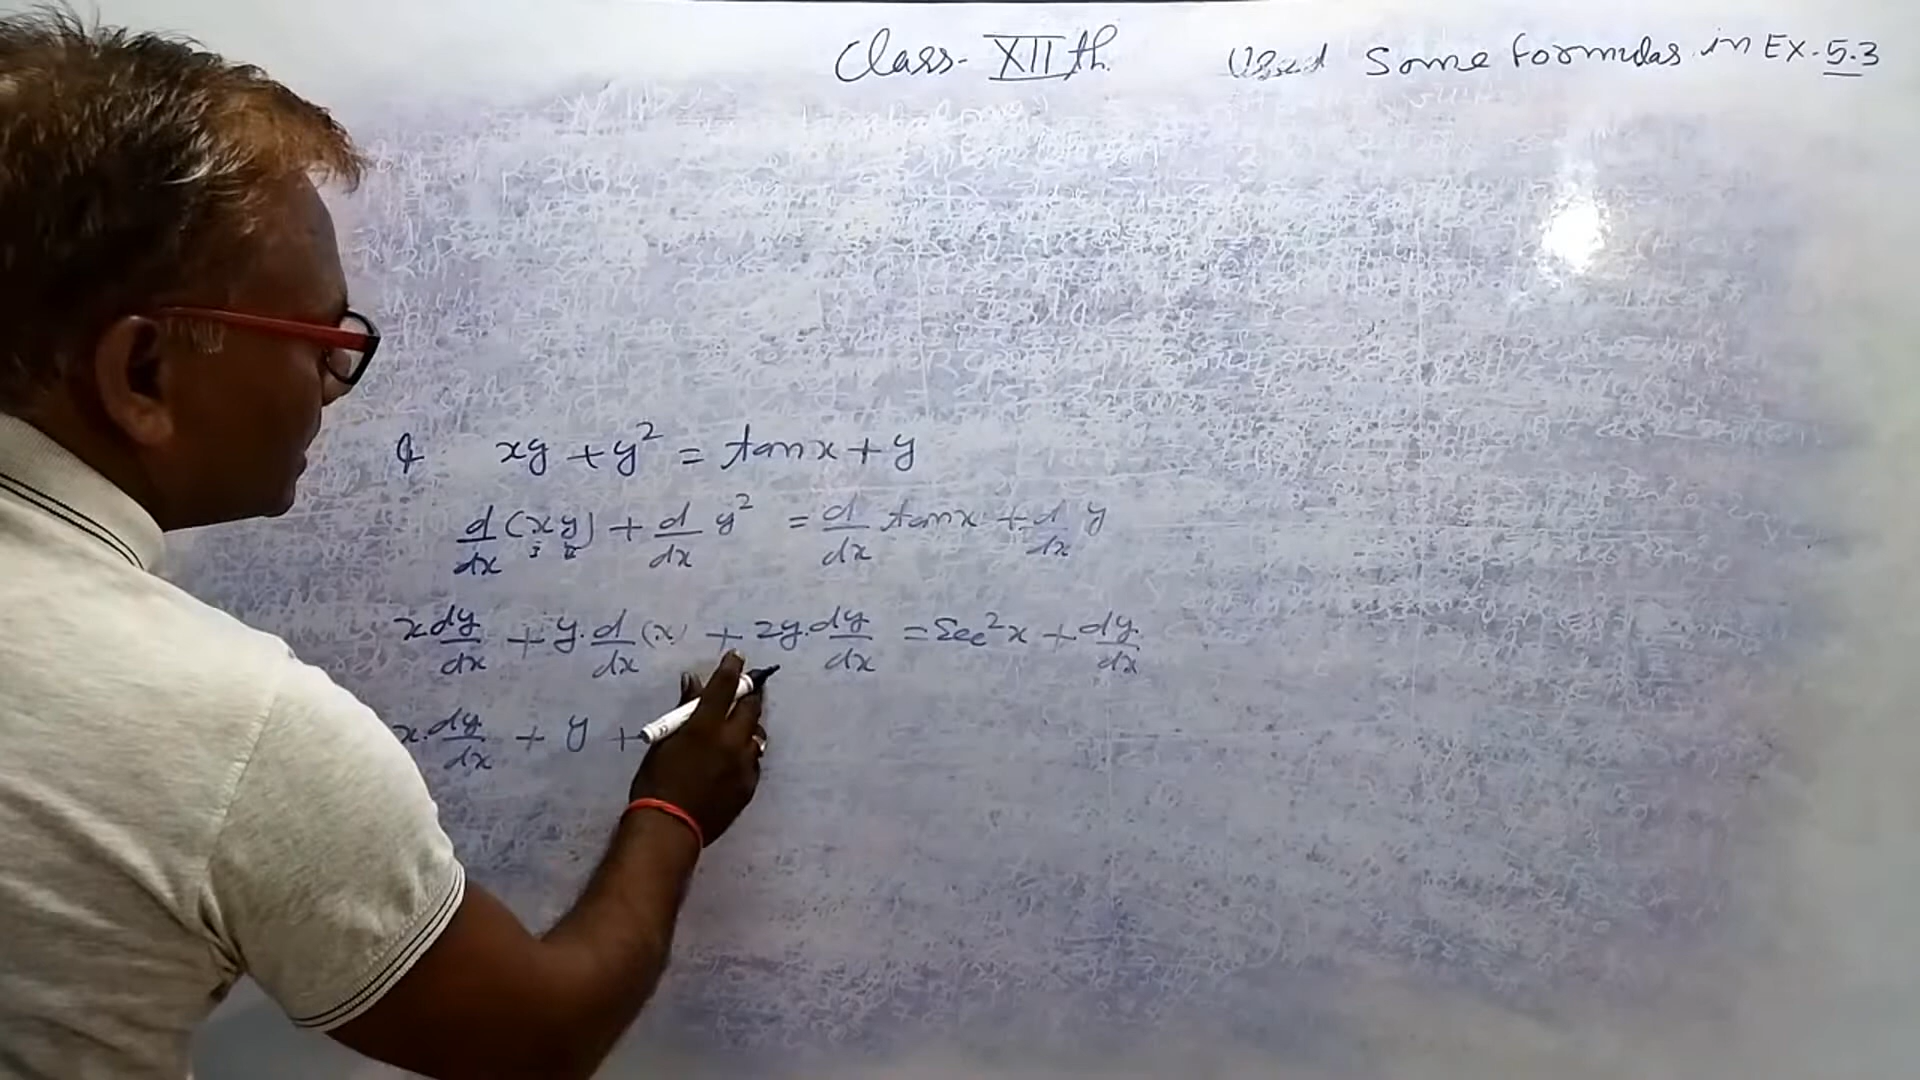 Class- XIIth Used Some formulas in EX-5.3
Q xy + y² = tanx + y
d/dx (xy) + d/dx y² = d/dx tanx + d/dx y
I II
x dy/dx + y. d/dx (x) + 2y. dy/dx = Sec²x + dy/dx
x. dy/dx + y +